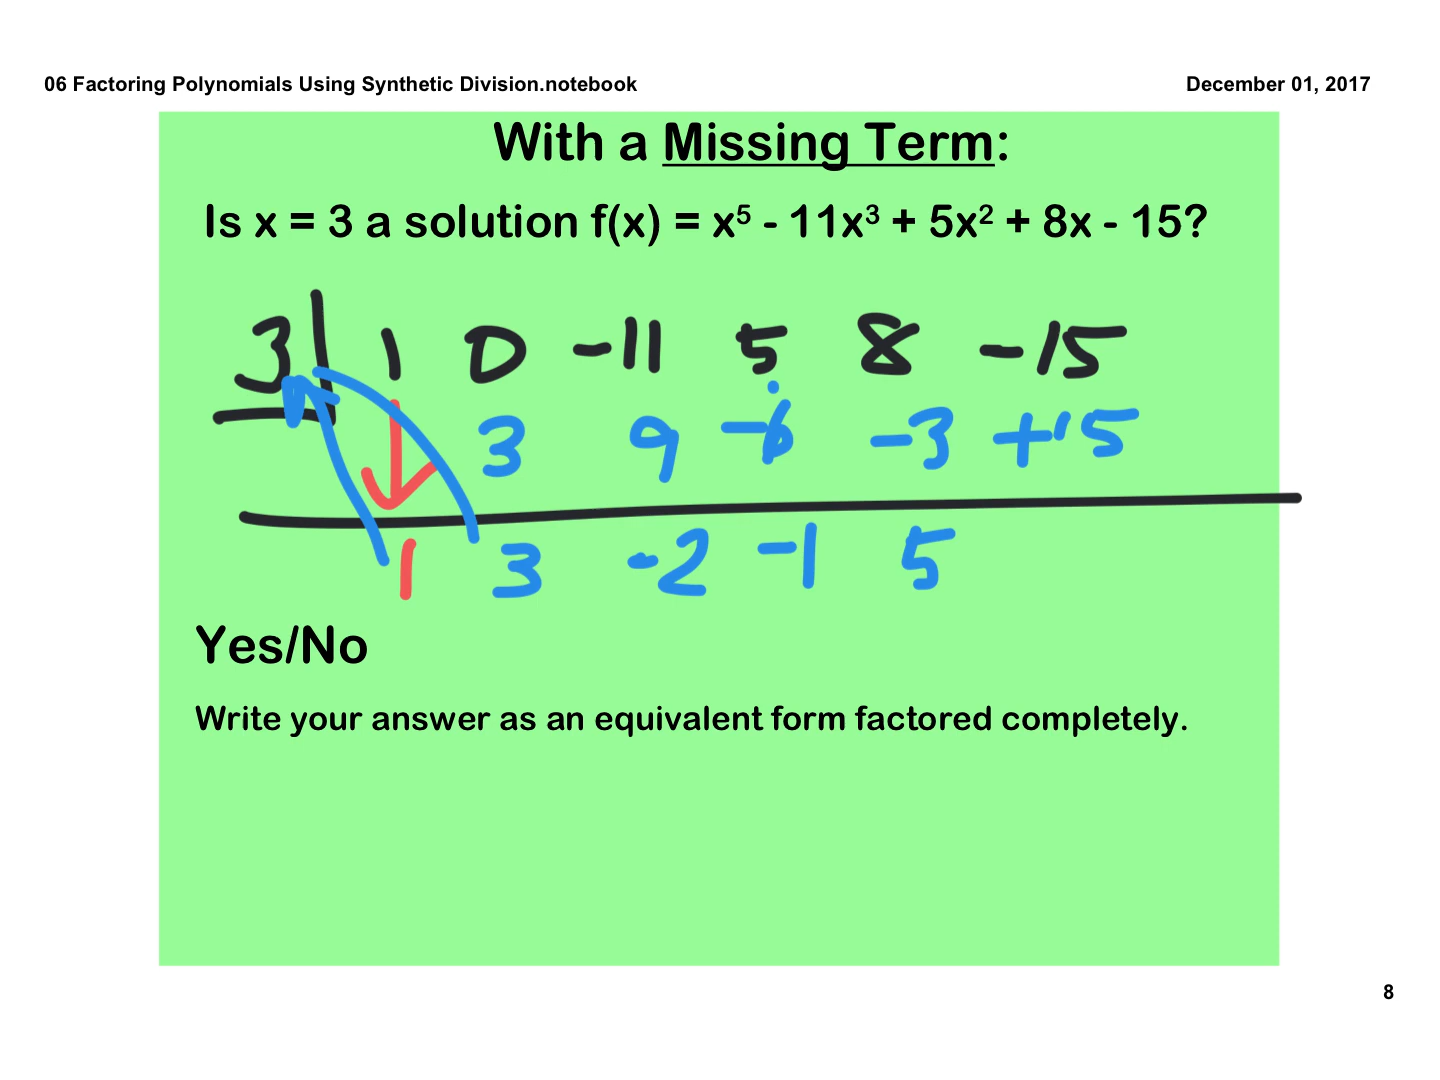 06 Factoring Polynomials Using Synthetic Division.notebook
December 01, 2017
With a Missing Term:
Is x = 3 a solution f(x) = x⁵ - 11x³ + 5x² + 8x - 15?
3 1 0 -11 5 8 -15
3 9 -6 -3 +15
1 3 -2 -1 5
Yes/No
Write your answer as an equivalent form factored completely.
8